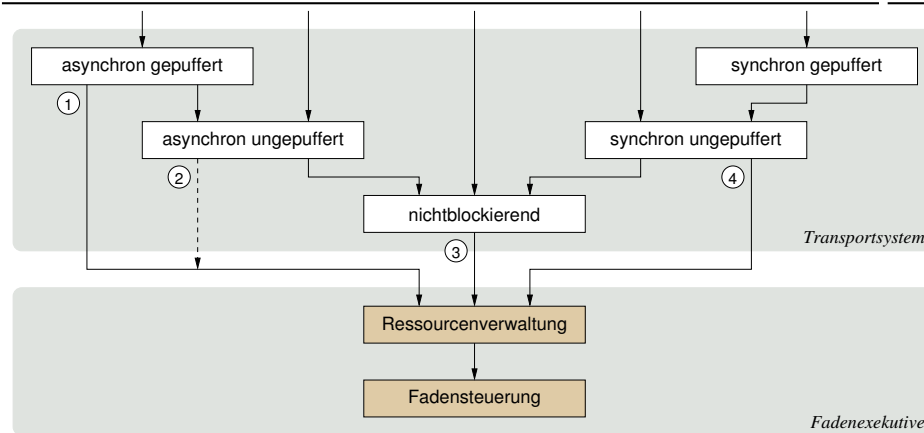 asynchron gepuffert
synchron gepuffert
1
asynchron ungepuffert
synchron ungepuffert
2
4
nichtblockierend
Transportsystem
3
Ressourcenverwaltung
Fadensteuerung
Fadenexekutive